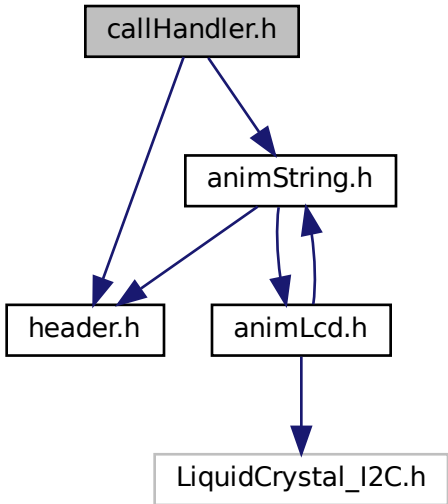 callHandler.h
animString.h
header.h
animLcd.h
LiquidCrystal_I2C.h